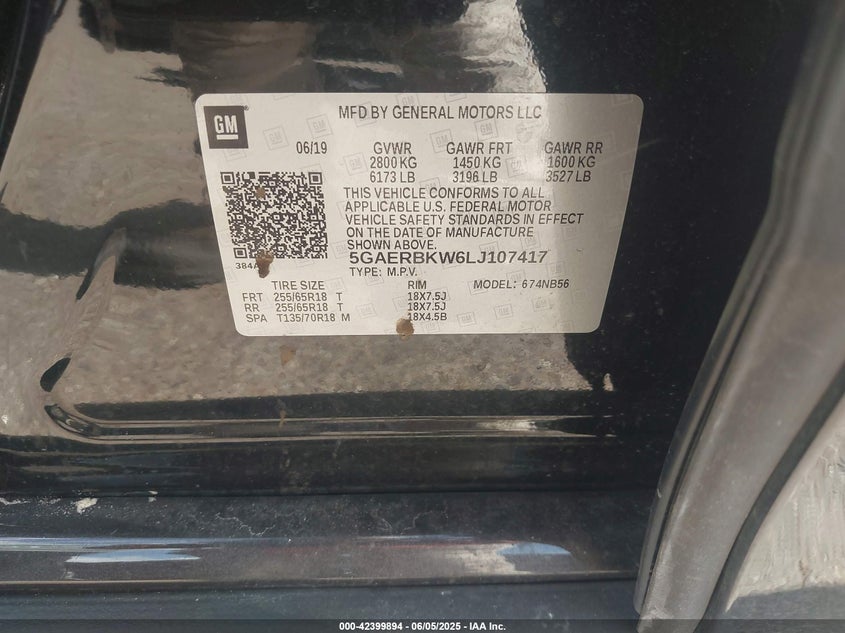 GM
MFD BY GENERAL MOTORS LLC
06/19 GVWR GAWR FRT GAWR RR
2800 KG 1450 KG 1600 KG
6173 LB 3196 LB 3527 LB
THIS VEHICLE CONFORMS TO ALL
APPLICABLE U.S. FEDERAL MOTOR
VEHICLE SAFETY STANDARDS IN EFFECT
ON THE DATE OF MANUFACTURE
SHOWN ABOVE.
5GAERBKW6LJ107417
TYPE: M.P.V.
TIRE SIZE RIM MODEL: 674NB56
FRT 255/65R18 T 18X7.5J
RR 255/65R18 T 18X7.5J
SPA T135/70R18 M 18X4.5B
000-42399894 | 06/05/2025 - IAA Inc.